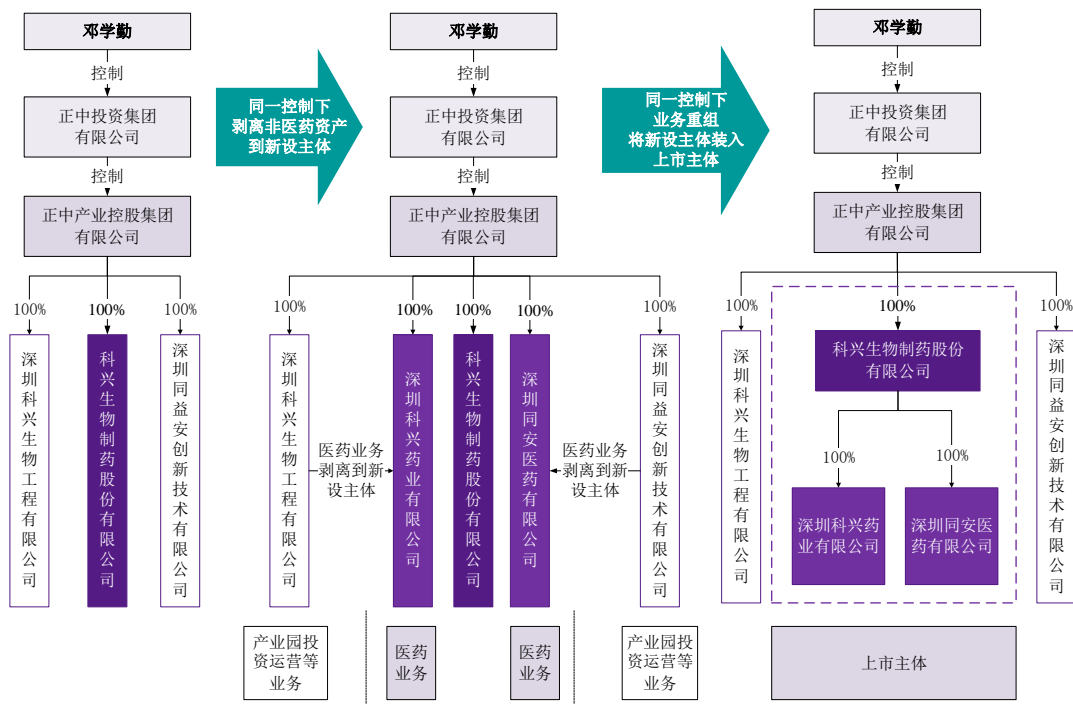 邓学勤
控制
正中投资集团
有限公司
控制
正中产业控股集团
有限公司
100%
100%
100%
深圳科兴生物工程有限公司
科兴生物制药股份有限公司
深圳同益安创新技术有限公司
同一控制下
剥离非医药资产
到新设主体
邓学勤
控制
正中投资集团
有限公司
控制
正中产业控股集团
有限公司
100%
100%
100%
100%
100%
深圳科兴生物工程有限公司
医药业务
剥离到新
设主体
深圳科兴药业有限公司
科兴生物制药股份有限公司
深圳同安医药有限公司
医药业务
剥离到新
设主体
深圳同益安创新技术有限公司
产业园投
资运营等
业务
医药
业务
医药
业务
产业园投
资运营等
业务
同一控制下
业务重组
将新设主体装入
上市主体
邓学勤
控制
正中投资集团
有限公司
控制
正中产业控股集团
有限公司
100%
100%
100%
深圳科兴生物工程有限公司
科兴生物制药股份
有限公司
100%
100%
深圳科兴药
业有限公司
深圳同安医
药有限公司
深圳同益安创新技术有限公司
上市主体